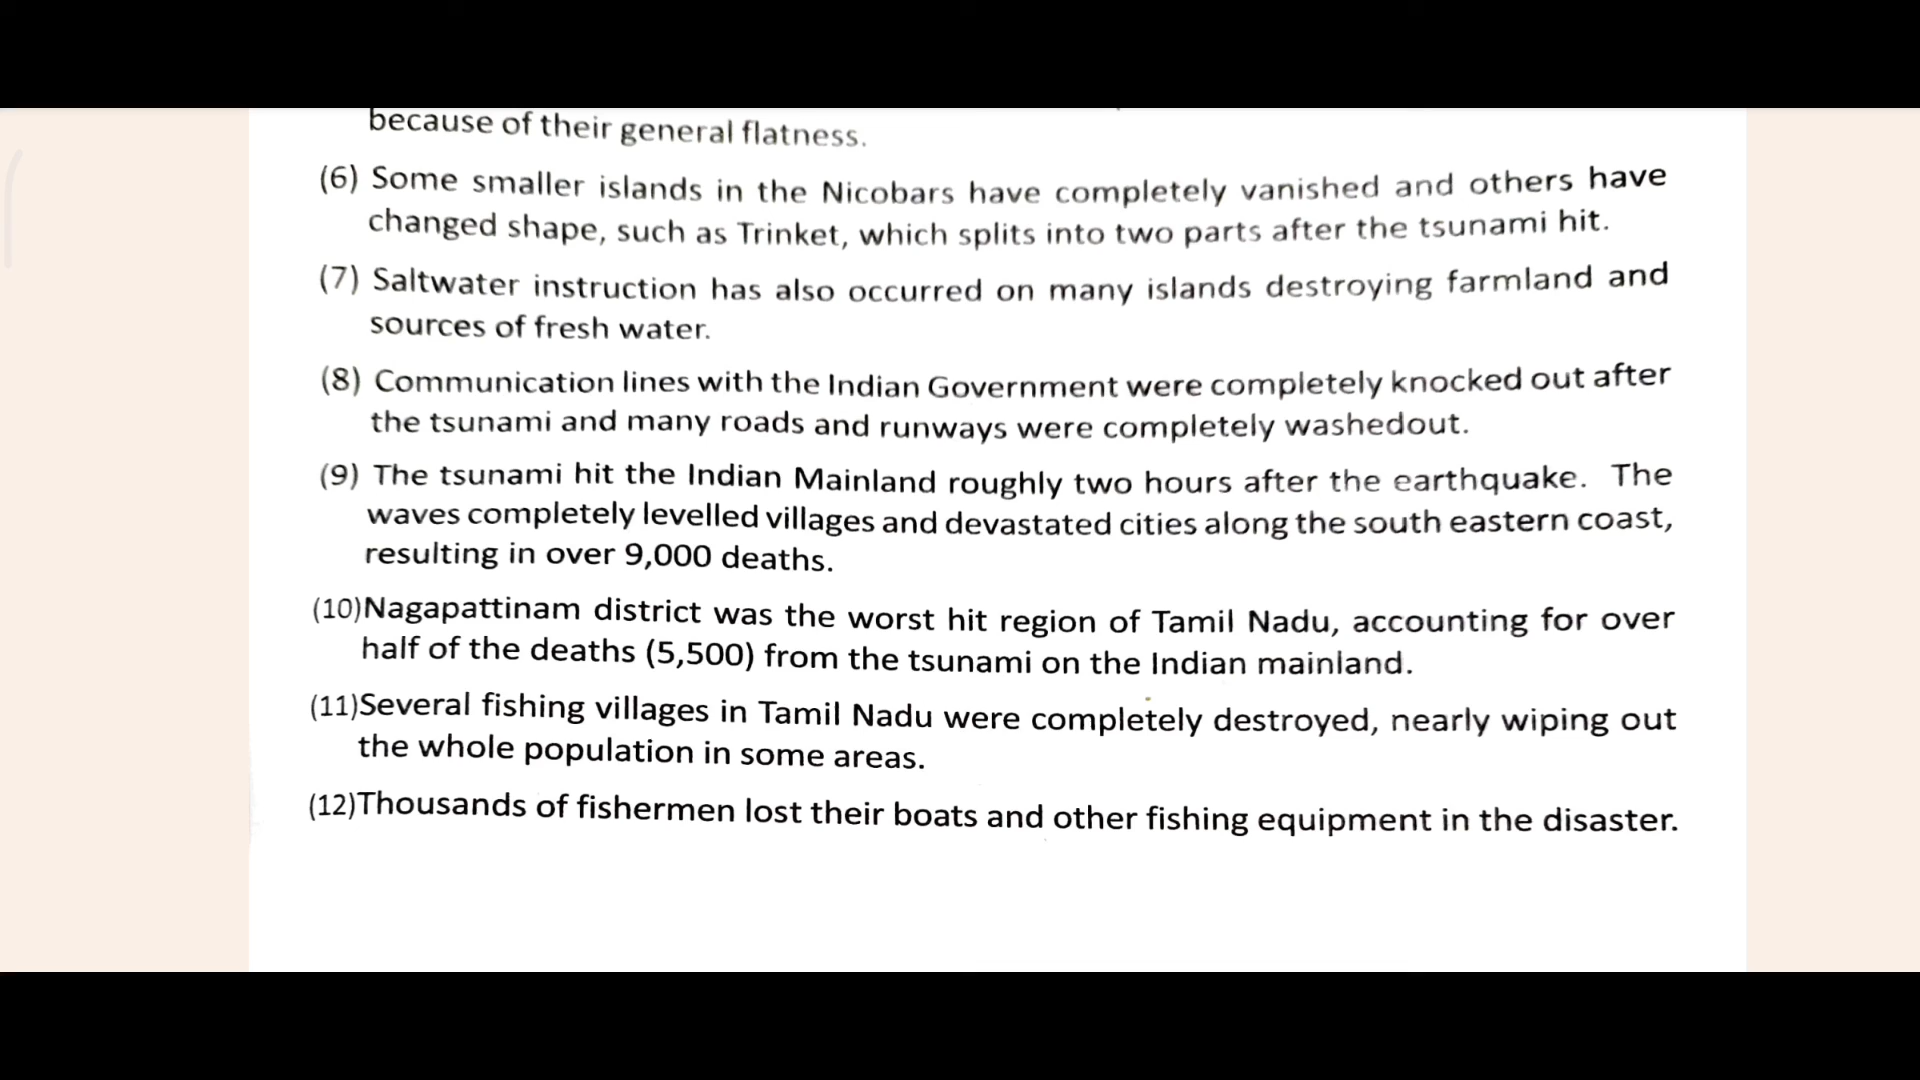 because of their general flatness.
(6) Some smaller islands in the Nicobars have completely vanished and others have
changed shape, such as Trinket, which splits into two parts after the tsunami hit.
(7) Saltwater instruction has also occurred on many islands destroying farmland and
sources of fresh water.
(8) Communication lines with the Indian Government were completely knocked out after
the tsunami and many roads and runways were completely washedout.
(9) The tsunami hit the Indian Mainland roughly two hours after the earthquake. The
waves completely levelled villages and devastated cities along the south eastern coast,
resulting in over 9,000 deaths.
(10)Nagapattinam district was the worst hit region of Tamil Nadu, accounting for over
half of the deaths (5,500) from the tsunami on the Indian mainland.
(11)Several fishing villages in Tamil Nadu were completely destroyed, nearly wiping out
the whole population in some areas.
(12)Thousands of fishermen lost their boats and other fishing equipment in the disaster.